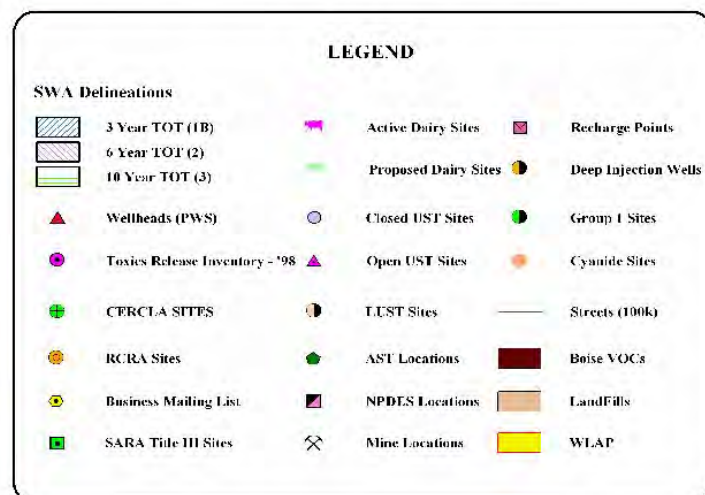 LEGEND
SWA Delineations
3 Year TOT (1B)
6 Year TOT (2)
10 Year TOT (3)
Wellheads (PWS)
Toxics Release Inventory - '98
CERCLA SITES
RCRA Sites
Business Mailing List
SARA Title III Sites
Active Dairy Sites
Proposed Dairy Sites
Closed UST Sites
Open UST Sites
LUST Sites
AST Locations
NPDES Locations
Mine Locations
Recharge Points
Deep Injection Wells
Group 1 Sites
Cyanide Sites
Streets (100k)
Boise VOCs
LandFills
WLAP